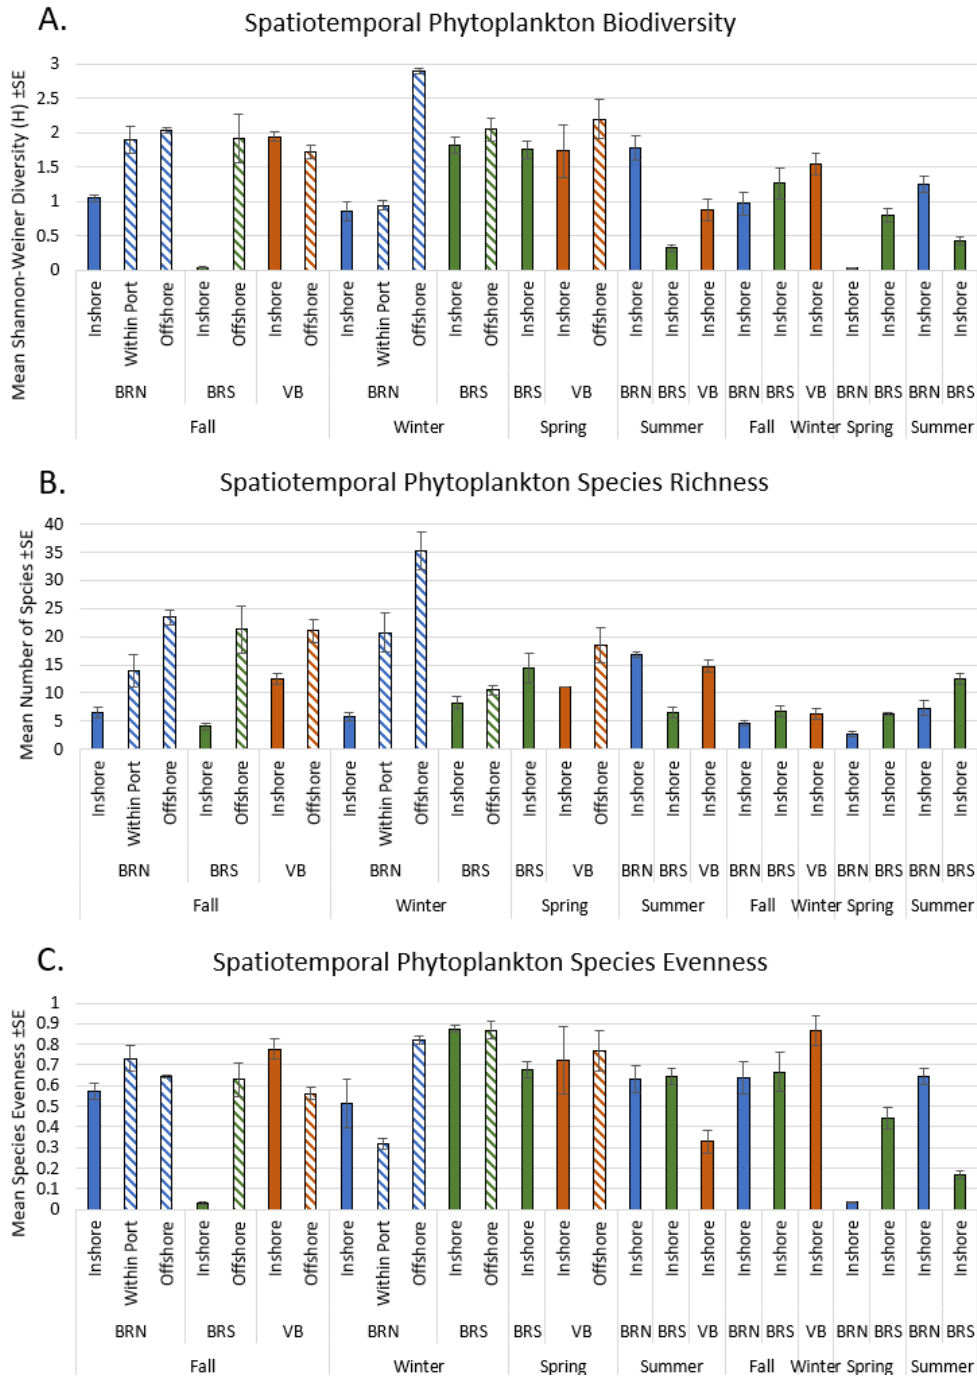 A.
Spatiotemporal Phytoplankton Biodiversity
Mean Shannon-Weiner Diversity (H) ±SE
3
2.5
2
1.5
1
0.5
0
Inshore Within Port Offshore Inshore Offshore Inshore Offshore Inshore Within Port Offshore Inshore Offshore Inshore Inshore Offshore Inshore Inshore Inshore Inshore Inshore Inshore Inshore Inshore Inshore Inshore
BRN BRS VB BRN BRS BRS VB BRN BRS VB BRN BRS VB BRN BRS BRN BRS
Fall Winter Spring Summer Fall Winter Spring Summer
B.
Spatiotemporal Phytoplankton Species Richness
Mean Number of Spcies ±SE
40
35
30
25
20
15
10
5
0
Inshore Within Port Offshore Inshore Offshore Inshore Offshore Inshore Within Port Offshore Inshore Offshore Inshore Inshore Offshore Inshore Inshore Inshore Inshore Inshore Inshore Inshore Inshore Inshore Inshore
BRN BRS VB BRN BRS BRS VB BRN BRS VB BRN BRS VB BRN BRS BRN BRS
Fall Winter Spring Summer Fall Winter Spring Summer
C.
Spatiotemporal Phytoplankton Species Evenness
Mean Species Evenness ±SE
1
0.9
0.8
0.7
0.6
0.5
0.4
0.3
0.2
0.1
0
Inshore Within Port Offshore Inshore Offshore Inshore Offshore Inshore Within Port Offshore Inshore Offshore Inshore Inshore Offshore Inshore Inshore Inshore Inshore Inshore Inshore Inshore Inshore Inshore Inshore
BRN BRS VB BRN BRS BRS VB BRN BRS VB BRN BRS VB BRN BRS BRN BRS
Fall Winter Spring Summer Fall Winter Spring Summer